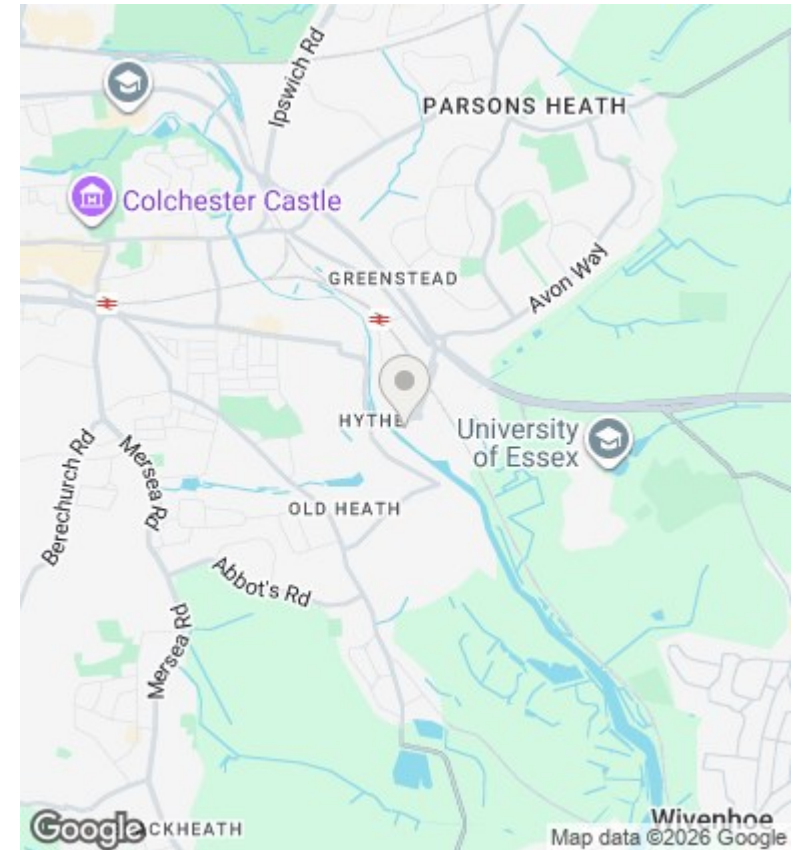 Ipswich Rd
PARSONS HEATH
Colchester Castle
GREENSTEAD
Avon Way
HYTHE
University
of Essex
Berechurch Rd
Mersea Rd
OLD HEATH
Abbot's Rd
Mersea Rd
Wivenhoe
Google
ACKHEATH
Map data ©2026 Google